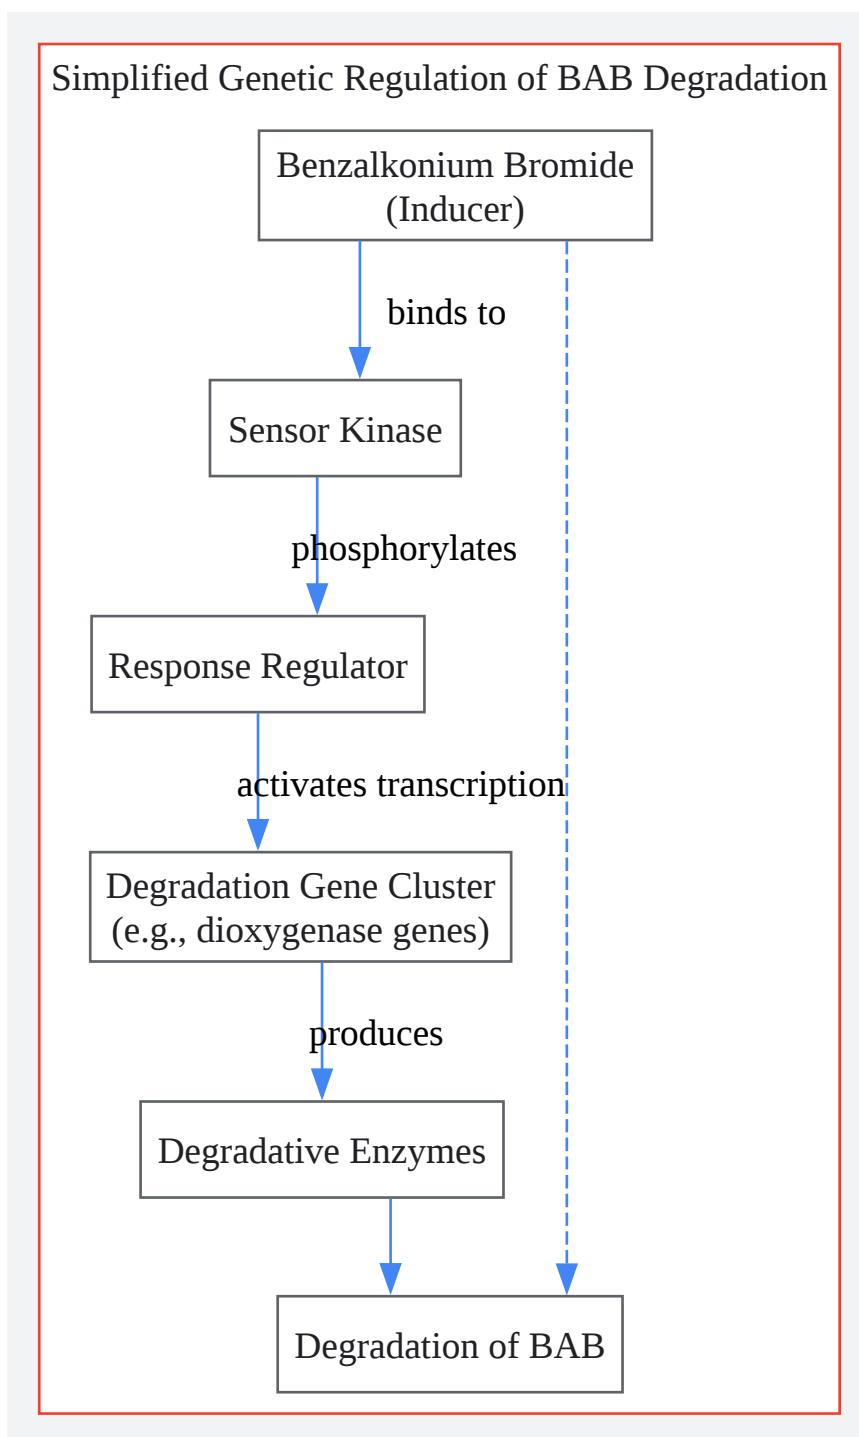 Simplified Genetic Regulation of BAB Degradation
Benzalkonium Bromide
(Inducer)
binds to
Sensor Kinase
phosphorylates
Response Regulator
activates transcription
Degradation Gene Cluster
(e.g., dioxygenase genes)
produces
Degradative Enzymes
Degradation of BAB